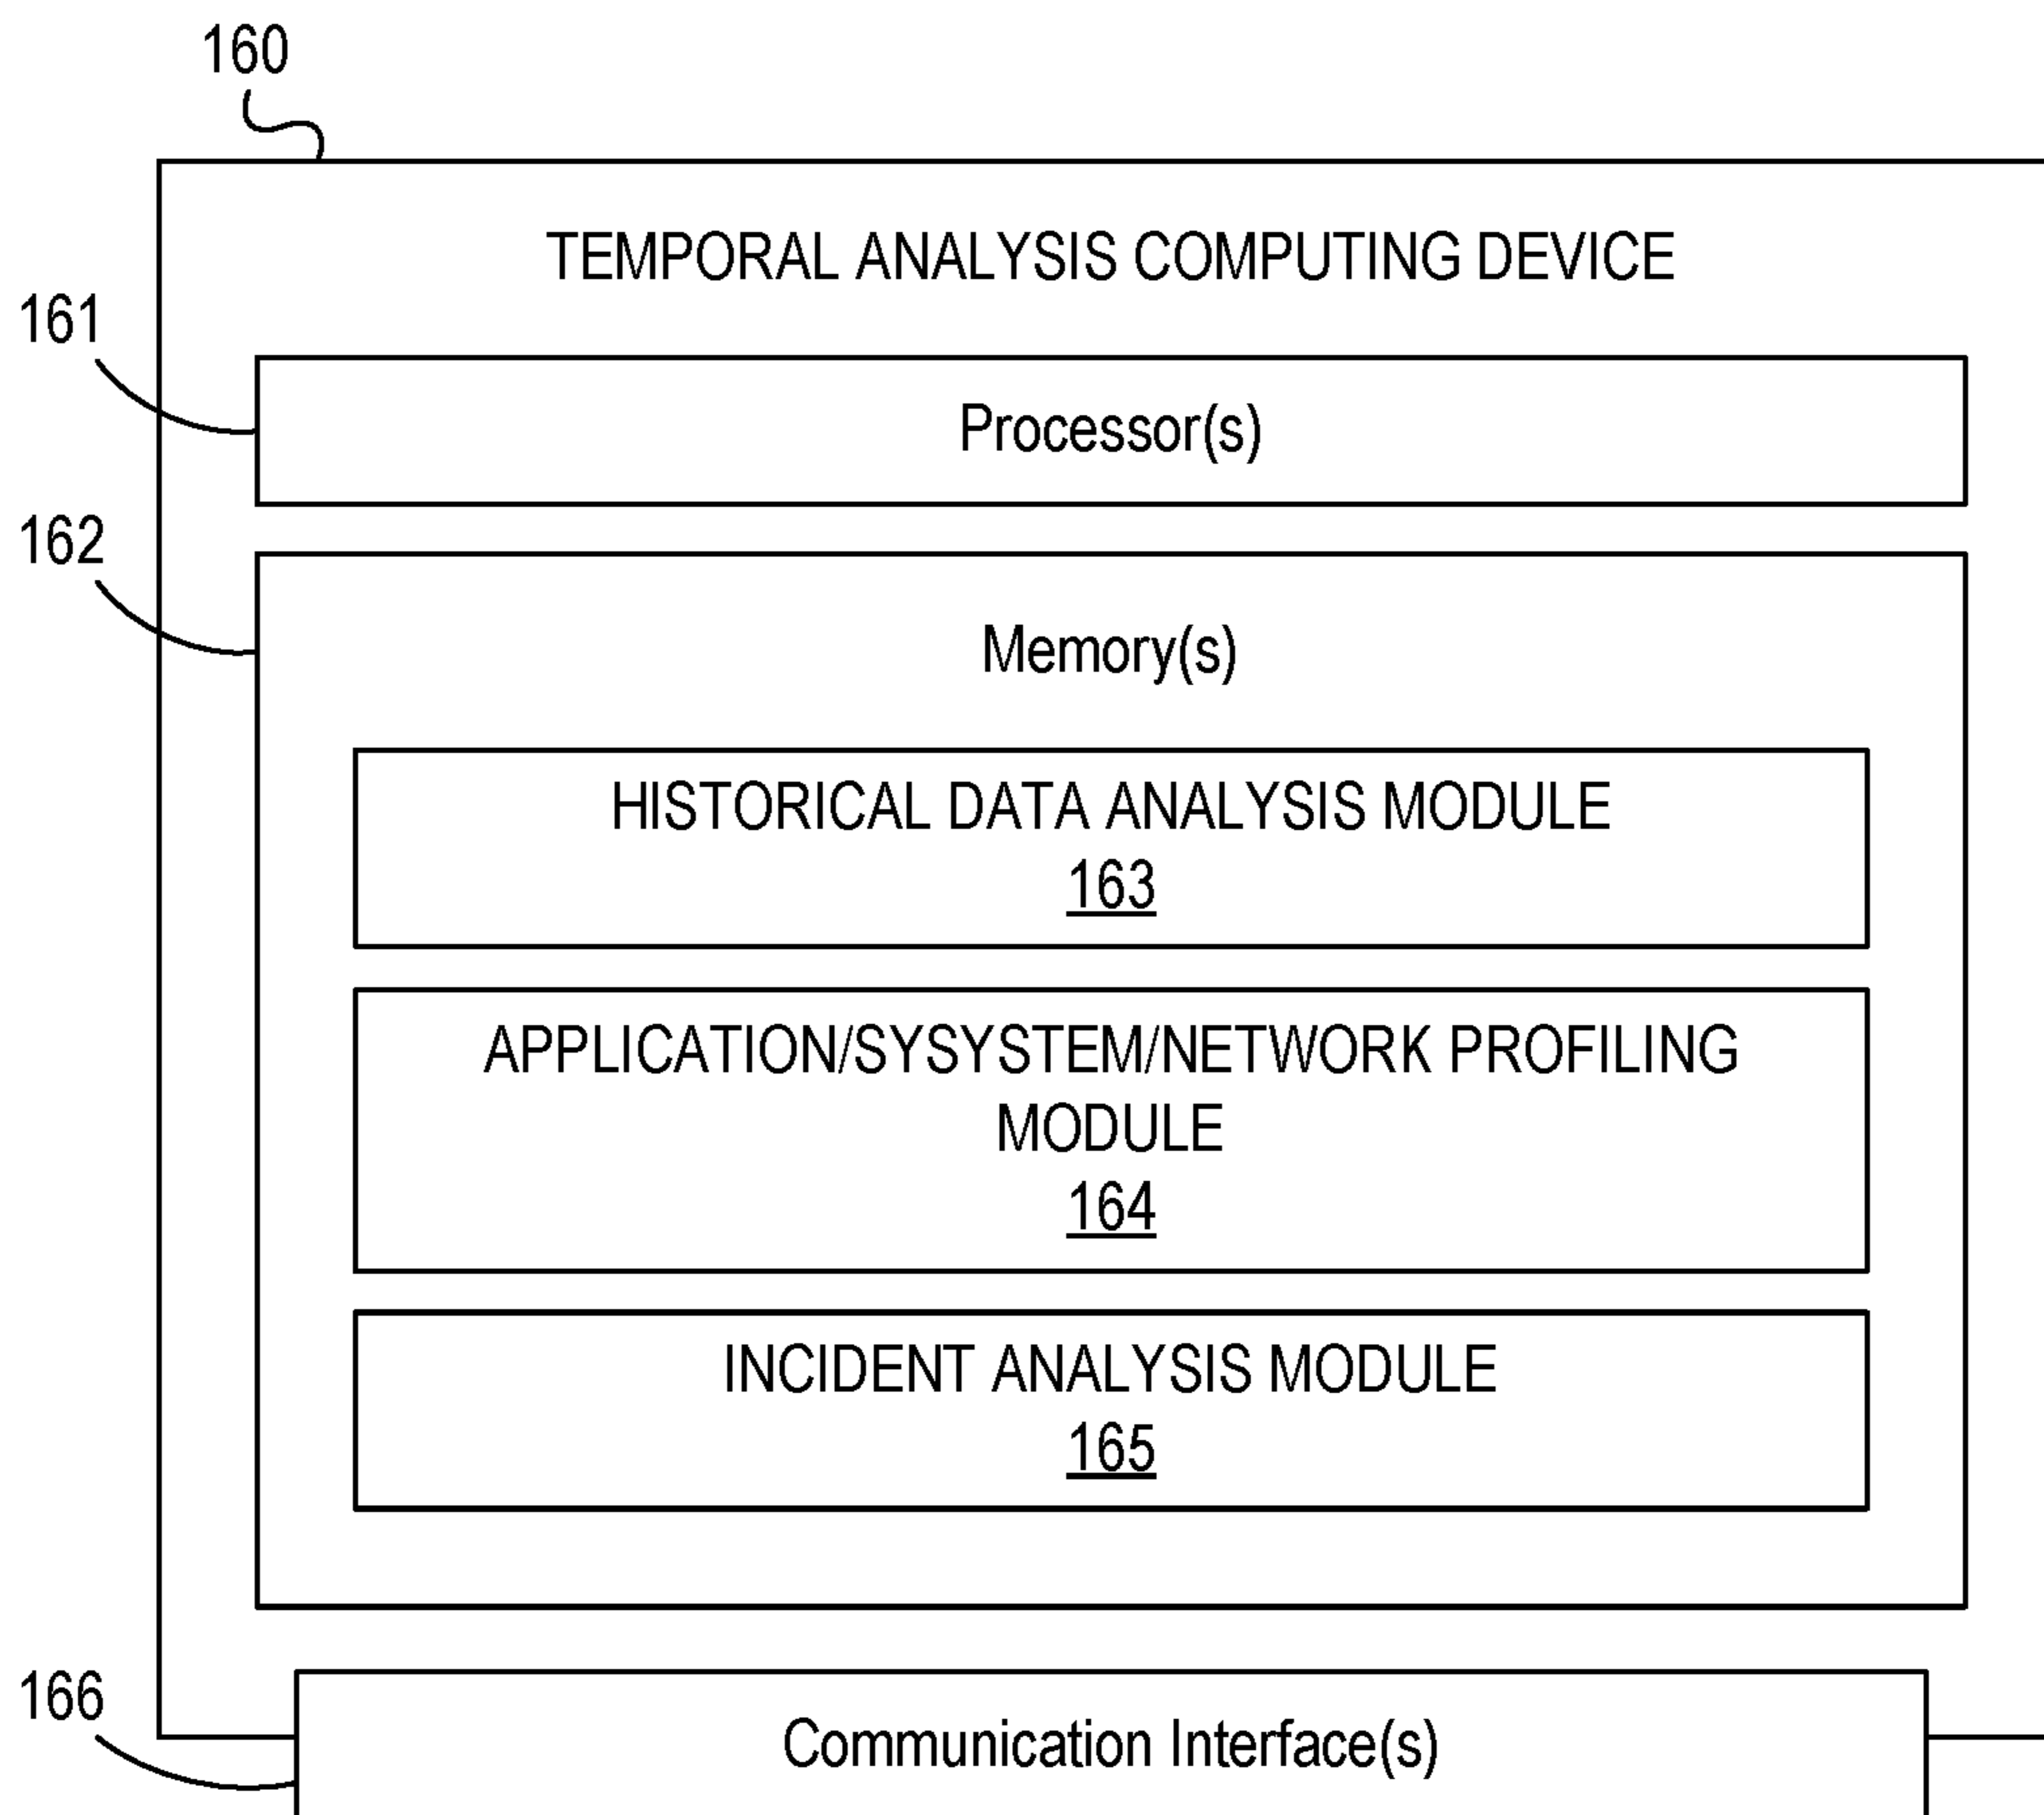 160
TEMPORAL ANALYSIS COMPUTING DEVICE
161
Processor(s)
162
Memory(s)
HISTORICAL DATA ANALYSIS MODULE
163
APPLICATION/SYSYSTEM/NETWORK PROFILING
MODULE
164
INCIDENT ANALYSIS MODULE
165
166
Communication Interface(s)